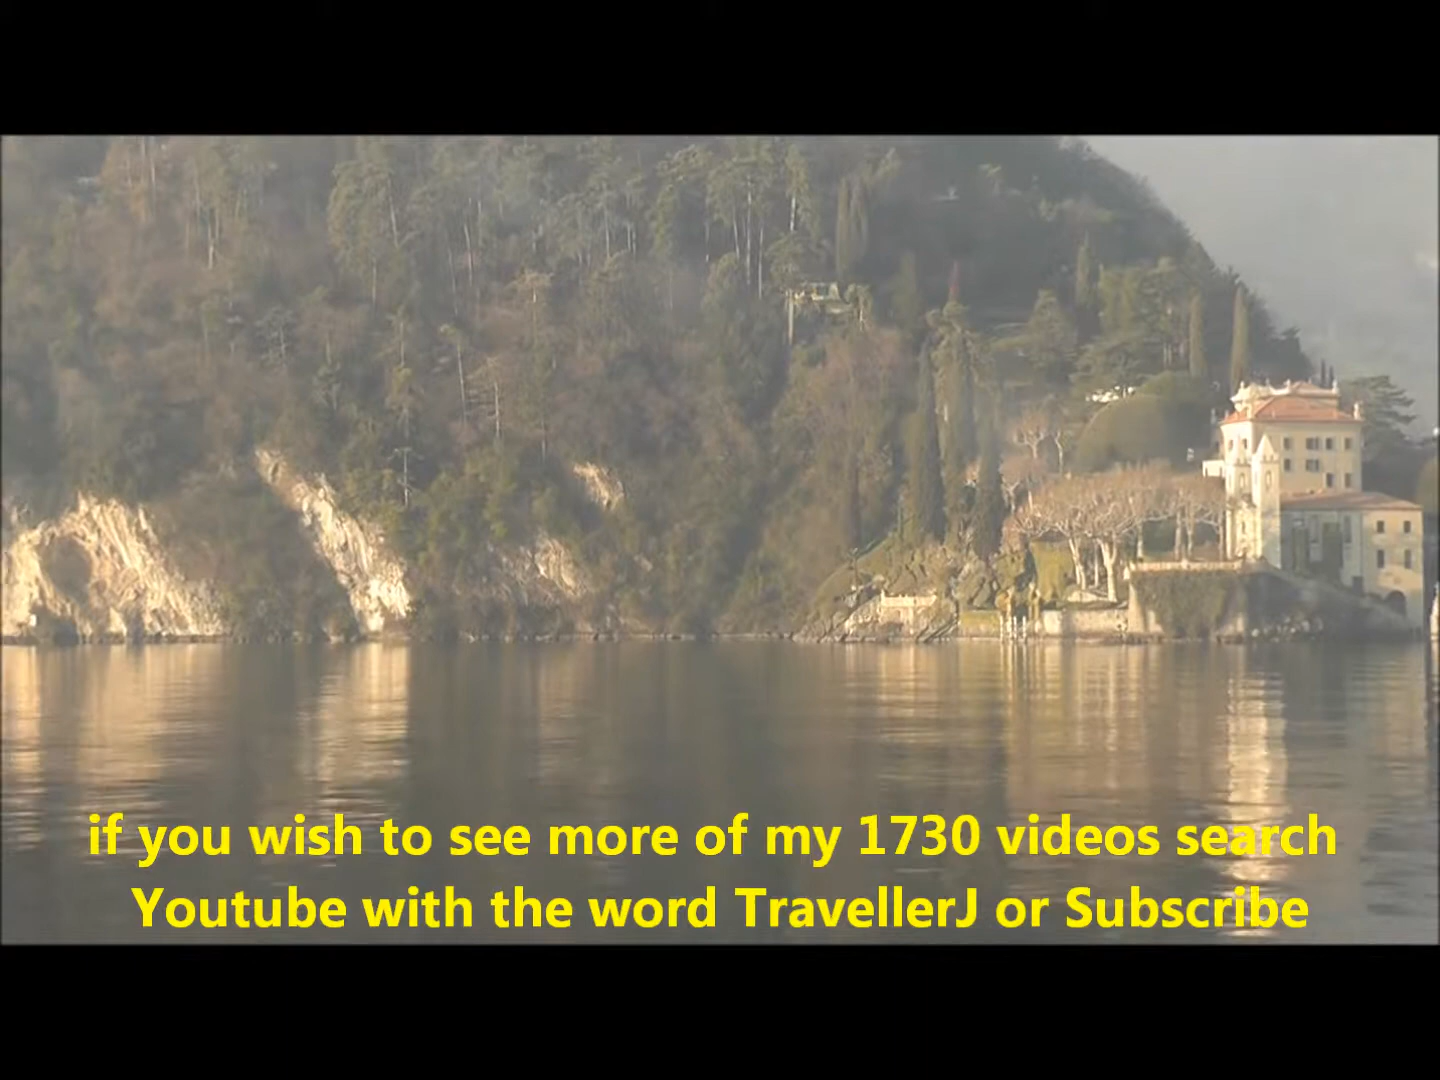 if you wish to see more of my 1730 videos search
Youtube with the word TravellerJ or Subscribe